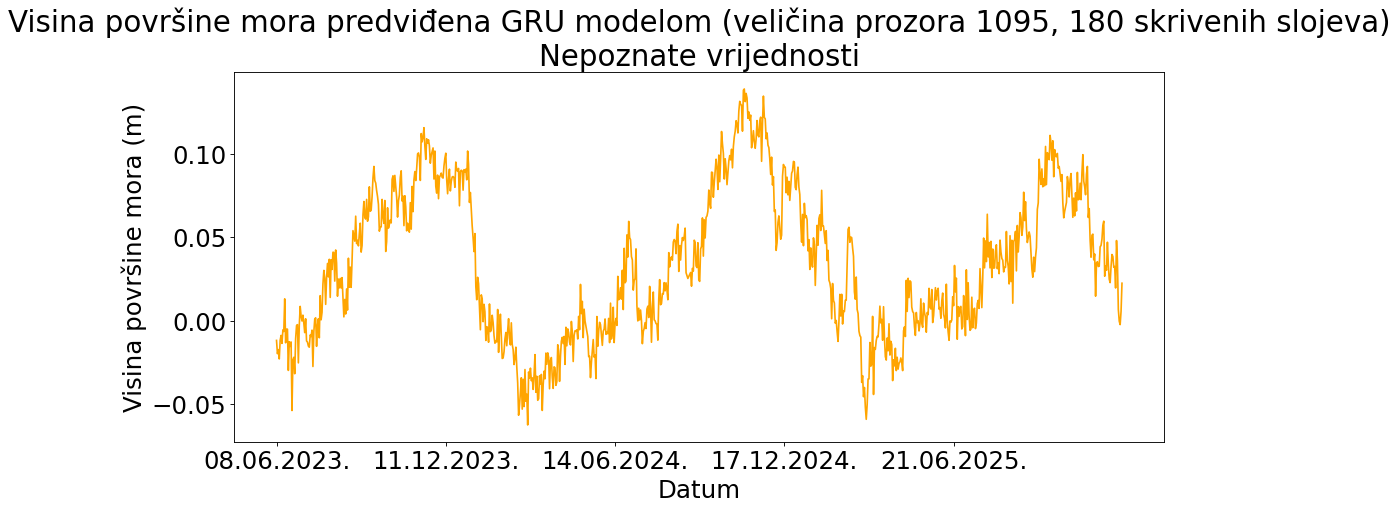 Visina površine mora predviđena GRU modelom (veličina prozora 1095, 180 skrivenih slojeva)
Nepoznate vrijednosti
Visina površine mora (m)
0.10
0.05
0.00
−0.05
08.06.2023. 11.12.2023. 14.06.2024. 17.12.2024. 21.06.2025.
Datum